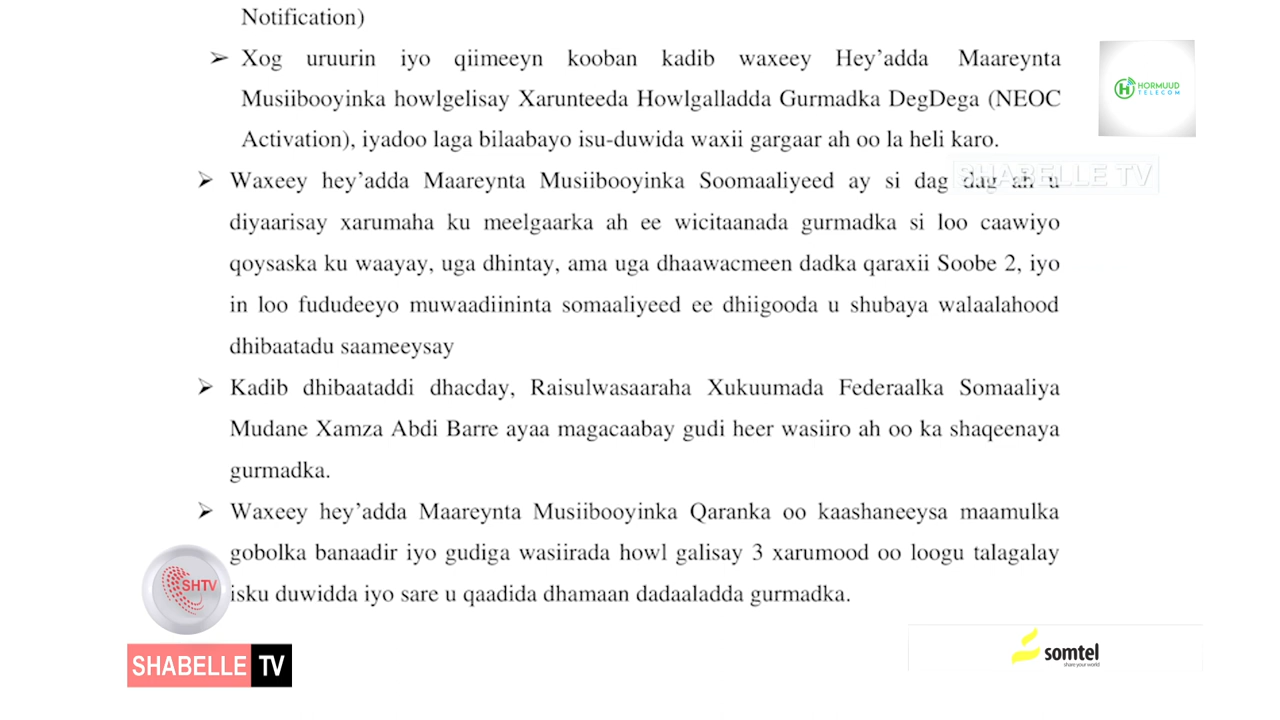 Notification)
➢ Xog uruurin iyo qiimeeyn kooban kadib waxeey Hey’adda Maareynta
Musiibooyinka howlgelisay Xarunteeda Howlgalladda Gurmadka DegDega (NEOC
Activation), iyadoo laga bilaabayo isu-duwida waxii gargaar ah oo la heli karo.
➢ Waxeey hey’adda Maareynta Musiibooyinka Soomaaliyeed ay si dag dag ah u
diyaarisay xarumaha ku meelgaarka ah ee wicitaanada gurmadka si loo caawiyo
qoysaska ku waayay, uga dhintay, ama uga dhaawacmeen dadka qaraxii Soobe 2, iyo
in loo fududeeyo muwaadiininta somaaliyeed ee dhiigooda u shubaya walaalahood
dhibaatadu saameeysay
➢ Kadib dhibaataddi dhacday, Raisulwasaaraha Xukuumada Federaalka Somaaliya
Mudane Xamza Abdi Barre ayaa magacaabay gudi heer wasiiro ah oo ka shaqeenaya
gurmadka.
➢ Waxeey hey’adda Maareynta Musiibooyinka Qaranka oo kaashaneeysa maamulka
gobolka banaadir iyo gudiga wasiirada howl galisay 3 xarumood oo loogu talagalay
isku duwidda iyo sare u qaadida dhamaan dadaaladda gurmadka.
HORMUUD
TELECOM
SHABELLE TV
SHTV
SHABELLE TV
somtel
share your world